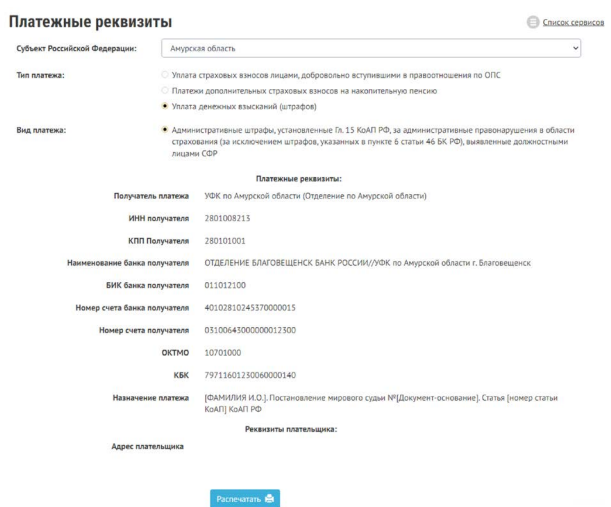 Платежные реквизиты
Список сервисов
Субъект Российской Федерации:
Амурская область
Тип платежа:
Уплата страховых взносов лицами, добровольно вступившими в правоотношения по ОПС
Платежи дополнительных страховых взносов на накопительную пенсию
Уплата денежных взысканий (штрафов)
Вид платежа:
Административные штрафы, установленные Гл. 15 КоАП РФ, за административные правонарушения в области
страхования (за исключением штрафов, указанных в пункте 6 статьи 46 БК РФ), выявленные должностными
лицами СФР
Платежные реквизиты:
Получатель платежа УФК по Амурской области (Отделение по Амурской области)
ИНН получателя 2801008213
КПП Получателя 280101001
Наименование банка получателя ОТДЕЛЕНИЕ БЛАГОВЕЩЕНСК БАНК РОССИИ//УФК по Амурской области г. Благовещенск
БИК банка получателя 011012100
Номер счета банка получателя 40102810245370000015
Номер счета получателя 03100643000000012300
ОКТМО 10701000
КБК 79711601230060000140
Назначение платежа [ФАМИЛИЯ И.О.]. Постановление мирового судьи №[Документ-основание]. Статья [номер статьи
КоАП] КоАП РФ
Реквизиты плательщика:
Адрес плательщика
Распечатать